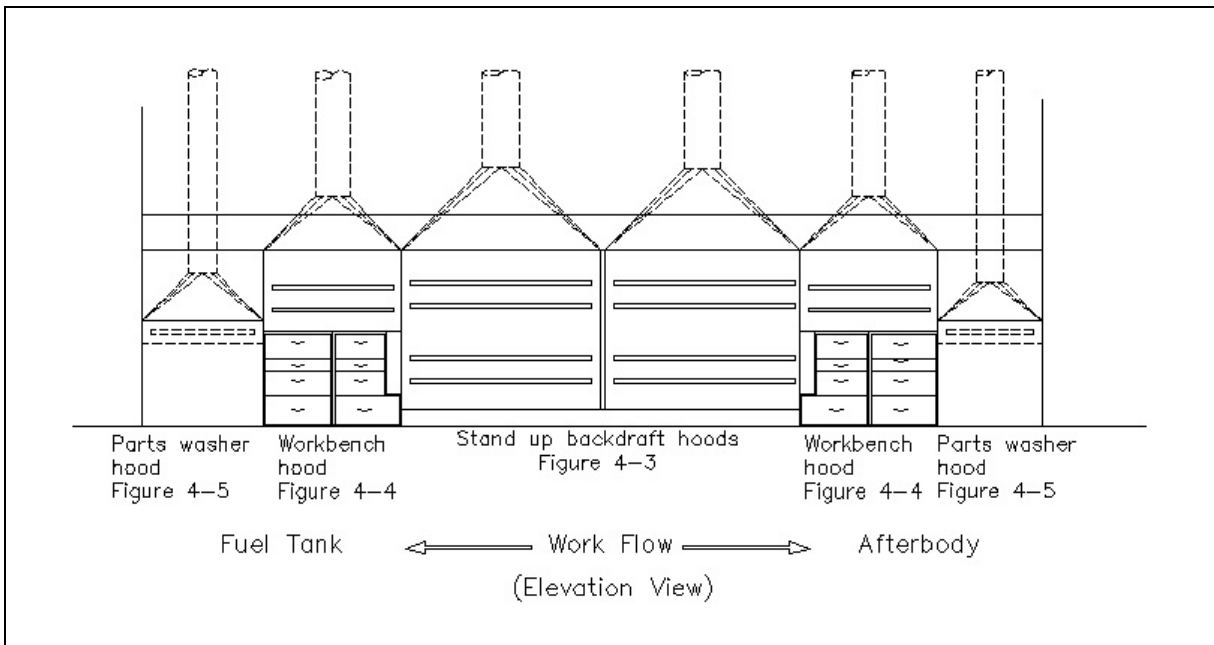 Parts washer
hood
Figure 4-5
Workbench
hood
Figure 4-4
Stand up backdraft hoods
Figure 4-3
Workbench
hood
Figure 4-4
Parts washer
hood
Figure 4-5
Fuel Tank
Work Flow
Afterbody
(Elevation View)